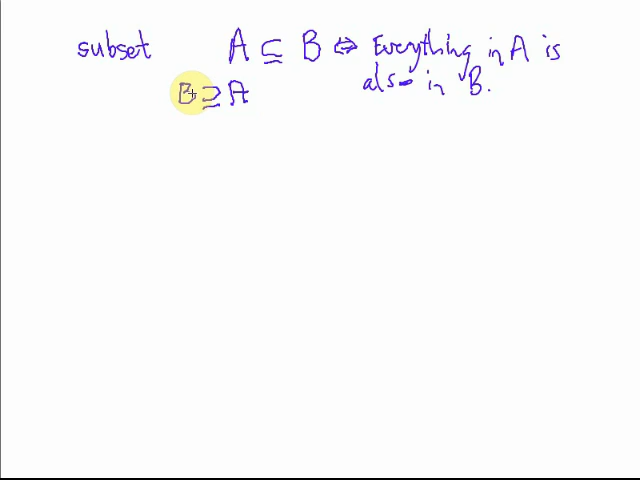 subset A ⊆ B ⇔ Everything in A is
also in B.
B ⊇ A